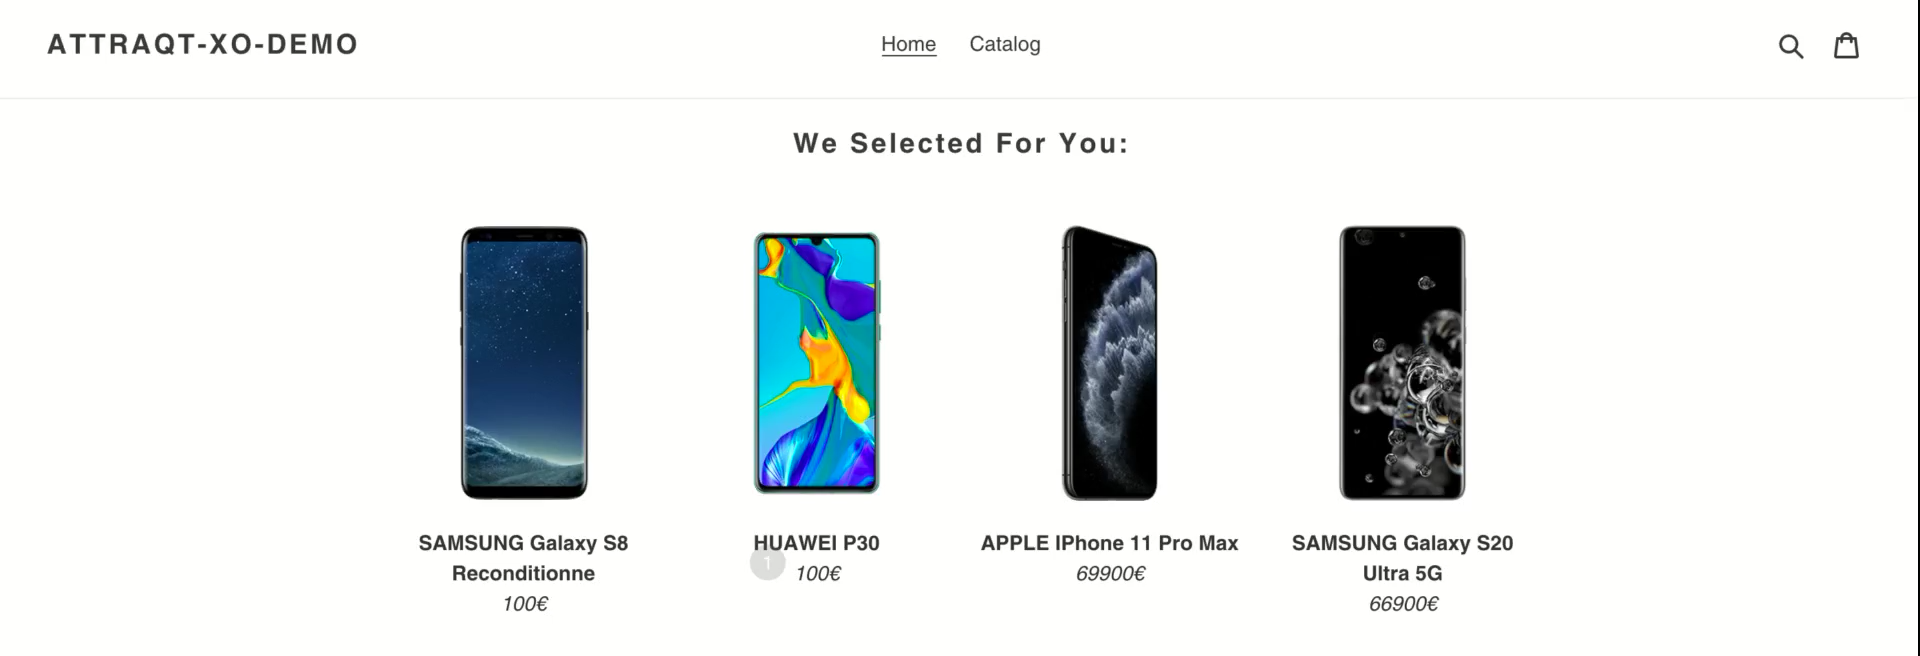 ATTRAQT-XO-DEMO
Home Catalog
We Selected For You:
SAMSUNG Galaxy S8
Reconditionne
100€
HUAWEI P30
1
100€
APPLE IPhone 11 Pro Max
69900€
SAMSUNG Galaxy S20
Ultra 5G
66900€